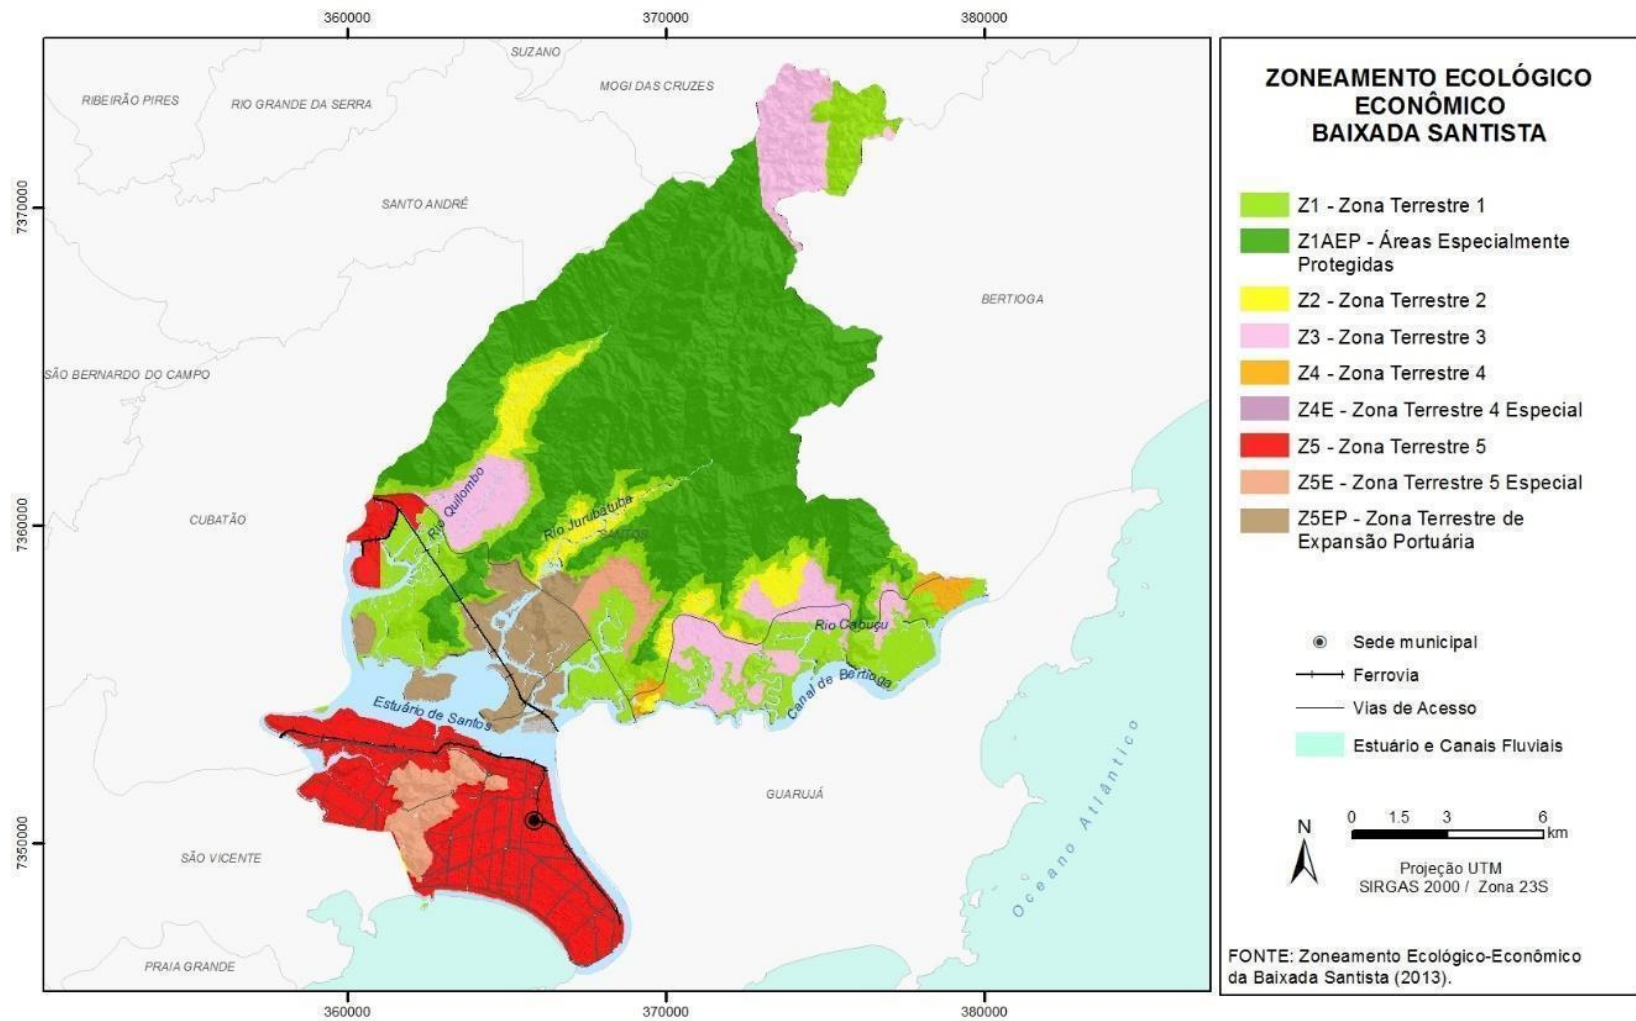 360000
370000
380000
SUZANO
MOGI DAS CRUZES
RIBEIRÃO PIRES
RIO GRANDE DA SERRA
SANTO ANDRÉ
7370000
BERTIOGA
SÃO BERNARDO DO CAMPO
Rio Quilombo
Rio Jurubatuba
SANTOS
CUBATÃO
7360000
Rio Cabuçu
Canal de Bertioga
Estuário de Santos
Oceano Atlântico
GUARUJÁ
SÃO VICENTE
7350000
PRAIA GRANDE
360000
370000
380000
ZONEAMENTO ECOLÓGICO
ECONÔMICO
BAIXADA SANTISTA
Z1 - Zona Terrestre 1
Z1AEP - Áreas Especialmente
Protegidas
Z2 - Zona Terrestre 2
Z3 - Zona Terrestre 3
Z4 - Zona Terrestre 4
Z4E - Zona Terrestre 4 Especial
Z5 - Zona Terrestre 5
Z5E - Zona Terrestre 5 Especial
Z5EP - Zona Terrestre de
Expansão Portuária
Sede municipal
Ferrovia
Vias de Acesso
Estuário e Canais Fluviais
N
0 1.5 3 6
km
Projeção UTM
SIRGAS 2000 / Zona 23S
FONTE: Zoneamento Ecológico-Econômico
da Baixada Santista (2013).